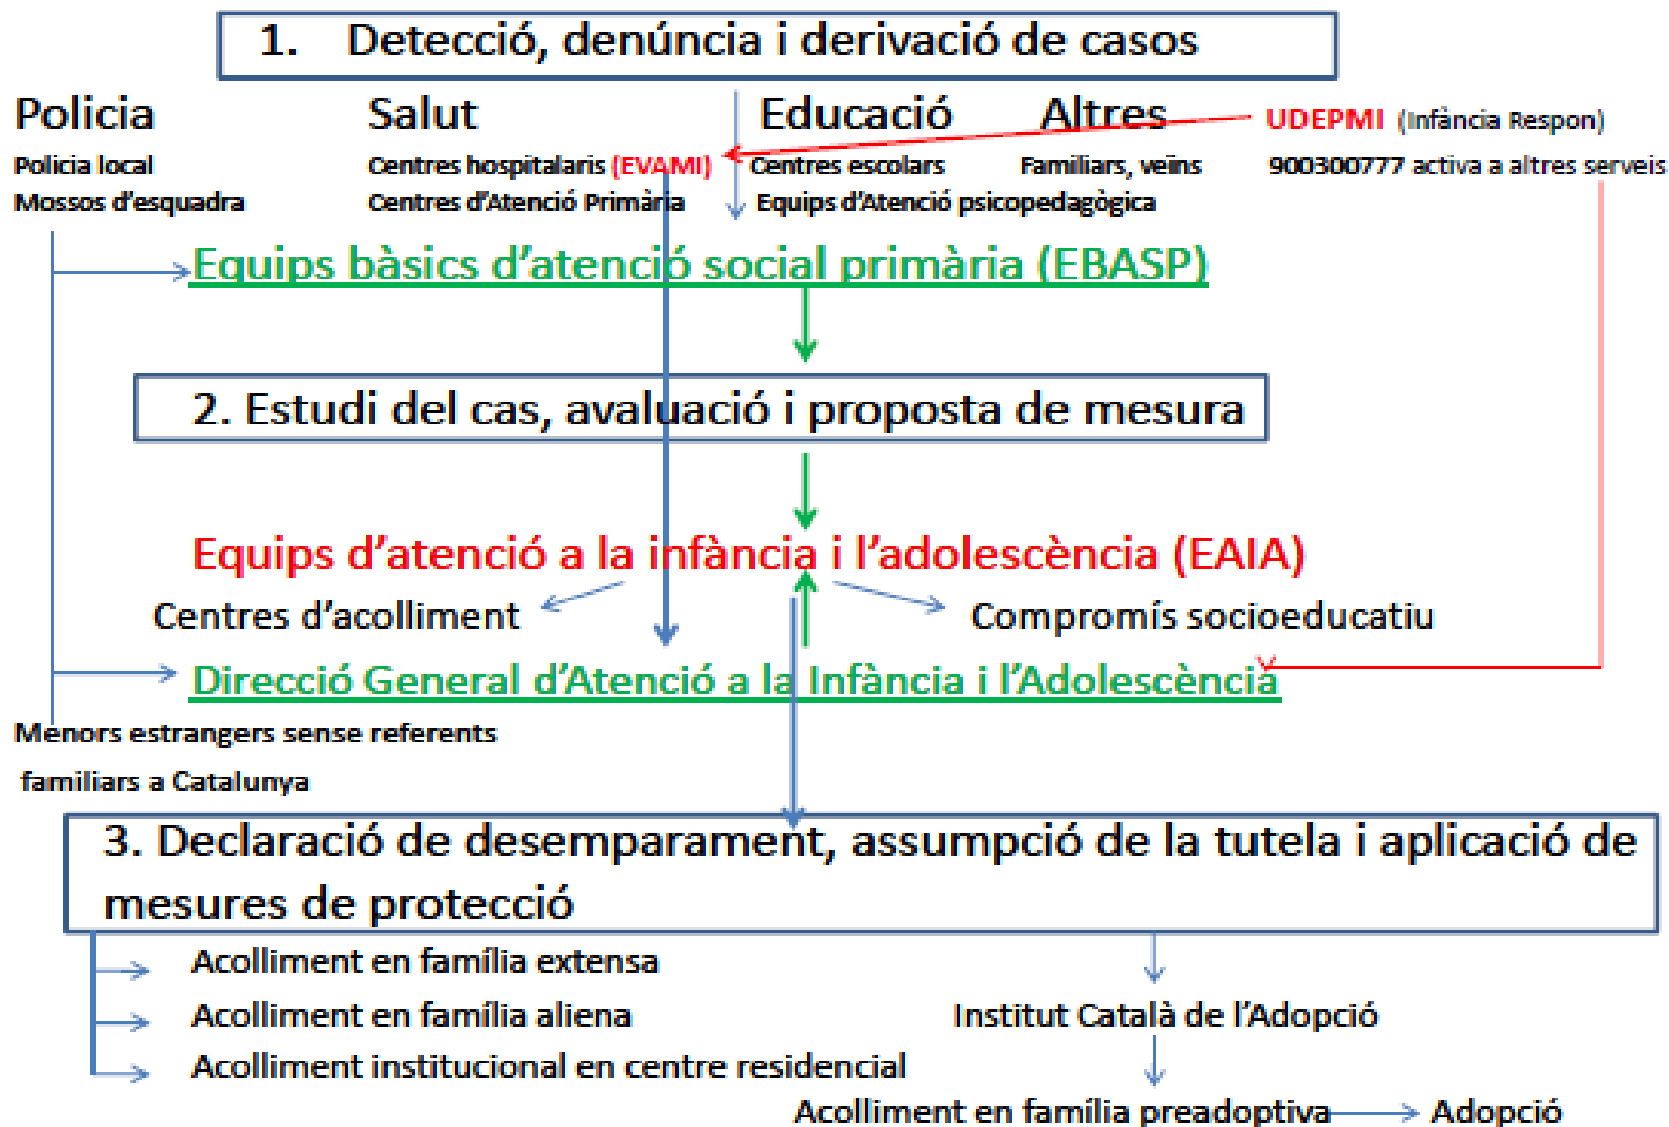 1. Detecció, denúncia i derivació de casos
Policia Salut Educació Altres UDEPMI (Infància Respon)
Policia local Centres hospitalaris (EVAMI) Centres escolars Familiars, veïns 900300777 activa a altres serveis
Mossos d'esquadra Centres d'Atenció Primària Equips d'Atenció psicopedagògica
Equips bàsics d'atenció social primària (EBASP)
2. Estudi del cas, avaluació i proposta de mesura
Equips d'atenció a la infància i l'adolescència (EAIA)
Centres d'acolliment Compromís socioeducatiu
Direcció General d'Atenció a la Infància i l'Adolescència
Menors estrangers sense referents
familiars a Catalunya
3. Declaració de desemparament, assumpció de la tutela i aplicació de
mesures de protecció
Acolliment en família extensa
Acolliment en família aliena Institut Català de l'Adopció
Acolliment institucional en centre residencial
Acolliment en família preadoptiva Adopció